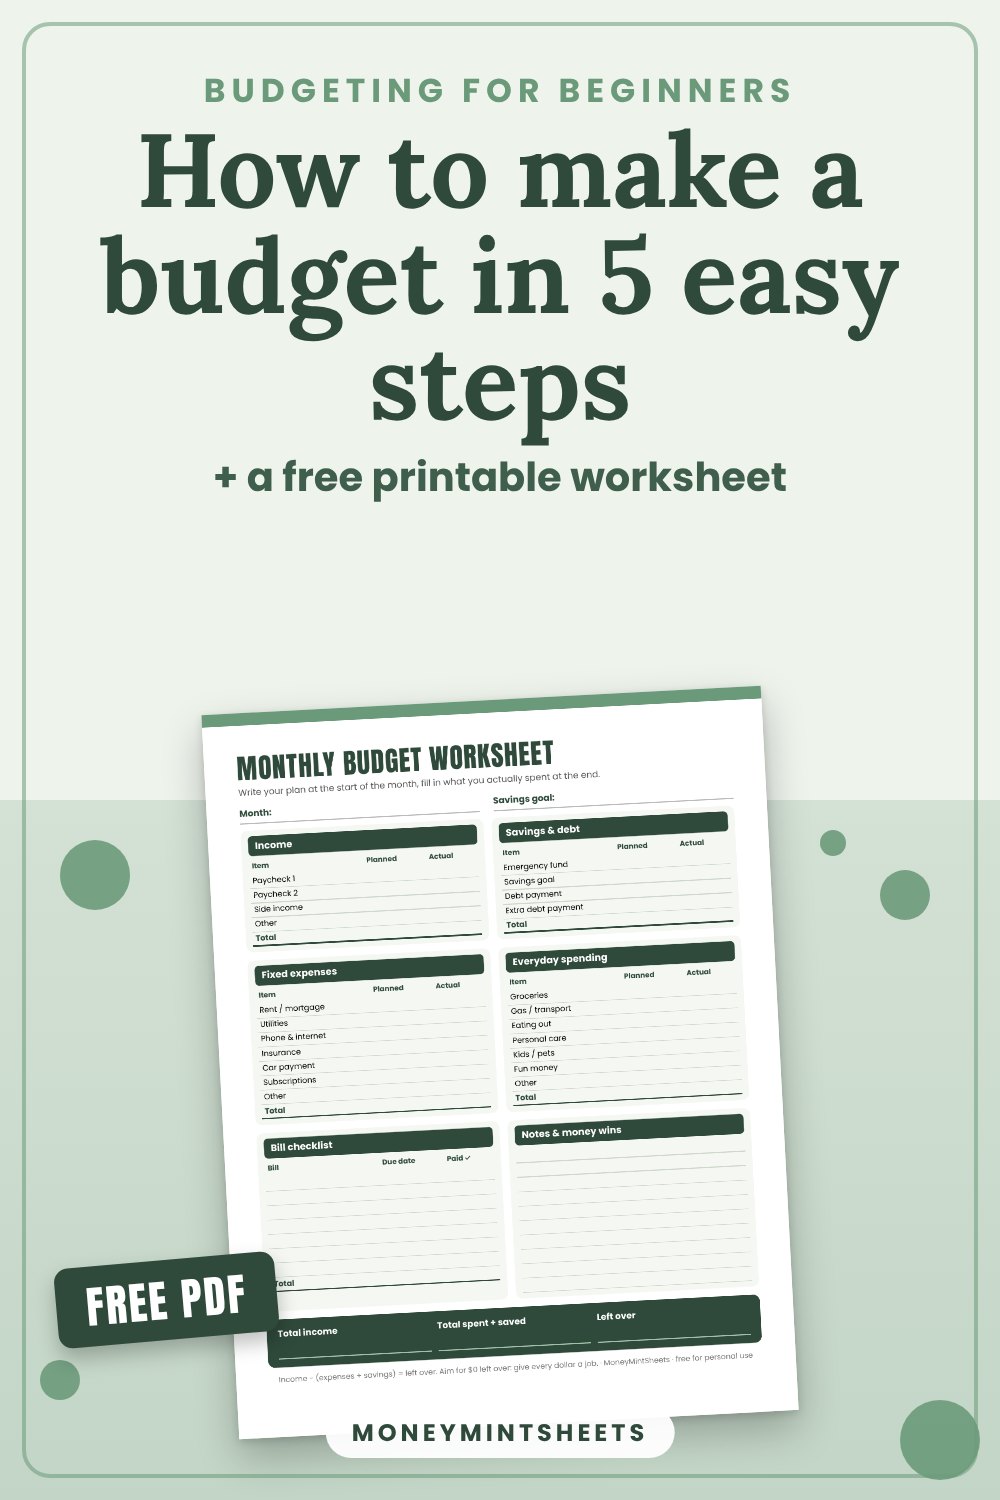 BUDGETING FOR BEGINNERS
How to make a
budget in 5 easy
steps
+ a free printable worksheet
MONTHLY BUDGET WORKSHEET
Write your plan at the start of the month, fill in what you actually spent at the end.
Month:
Savings goal:
Income
Item Planned Actual
Paycheck 1
Paycheck 2
Side income
Other
Total
Savings & debt
Item Planned Actual
Emergency fund
Savings goal
Debt payment
Extra debt payment
Total
Fixed expenses
Item Planned Actual
Rent / mortgage
Utilities
Phone & internet
Insurance
Car payment
Subscriptions
Other
Total
Everyday spending
Item Planned Actual
Groceries
Gas / transport
Eating out
Personal care
Kids / pets
Fun money
Other
Total
Bill checklist
Bill Due date Paid ✓
Total
Notes & money wins
FREE PDF
Total income Total spent + saved Left over
Income - (expenses + savings) = left over. Aim for $0 left over: give every dollar a job. · MoneyMintSheets · free for personal use
MONEYMINTSHEETS